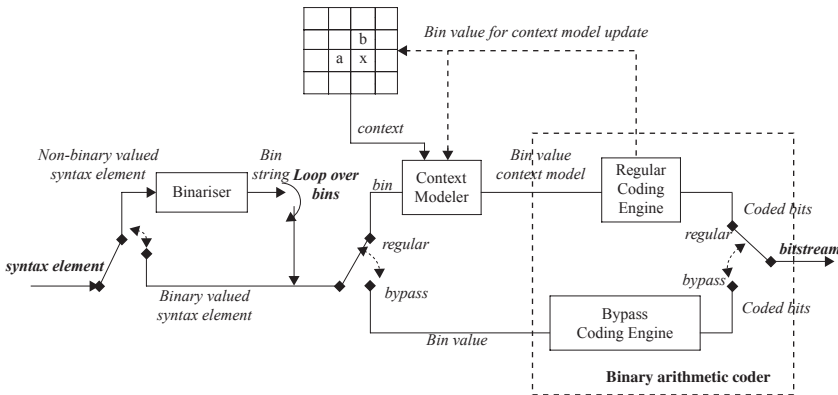 b
Bin value for context model update
a x
context
Non-binary valued
syntax element
Bin
string
Loop over
bins
Binariser
bin
Context
Modeler
Bin value
context model
Regular
Coding
Engine
Coded bits
regular
regular
syntax element
bitstream
bypass
bypass
Binary valued
syntax element
Coded bits
Bypass
Coding Engine
Bin value
Binary arithmetic coder